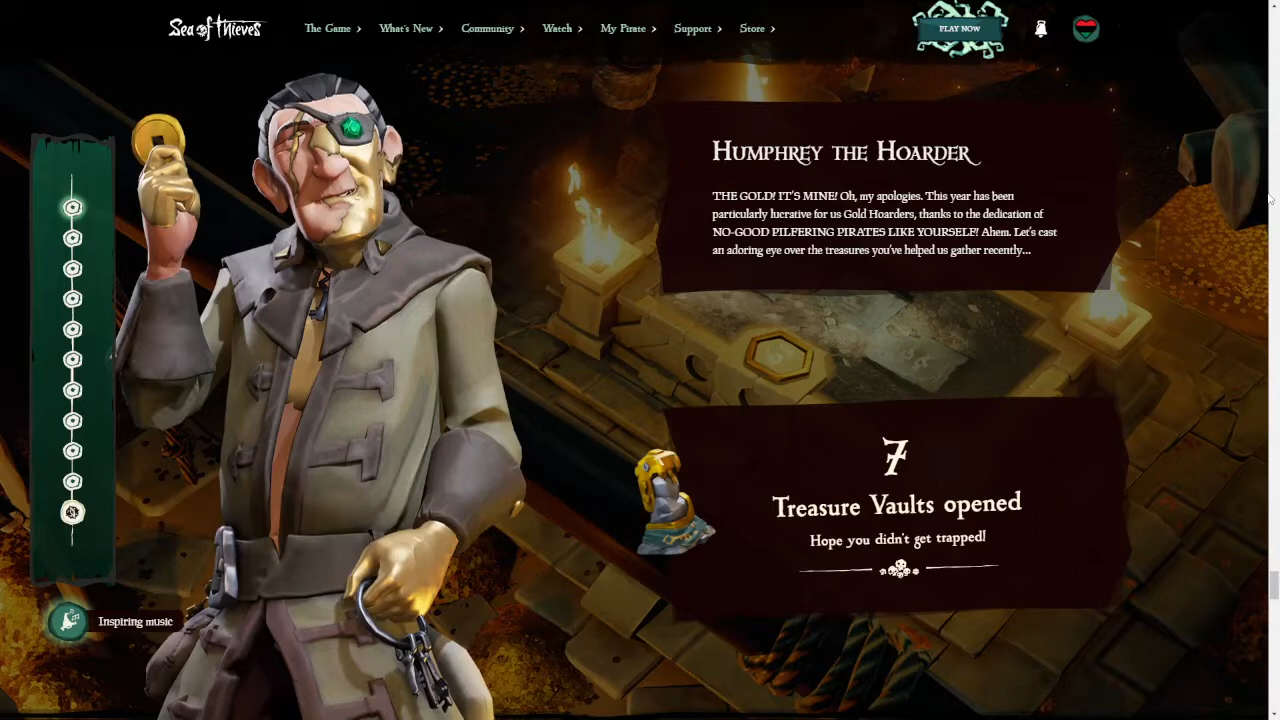 Sea of Thieves
The Game
What's New
Community
Watch
My Pirate
Support
Store
PLAY NOW
Humphrey the Hoarder
THE GOLD! IT'S MINE! Oh, my apologies. This year has been
particularly lucrative for us Gold Hoarders, thanks to the dedication of
NO-GOOD PILFERING PIRATES LIKE YOURSELF! Ahem. Let's cast
an adoring eye over the treasures you've helped us gather recently...
7
Treasure Vaults opened
Hope you didn't get trapped!
Inspiring music